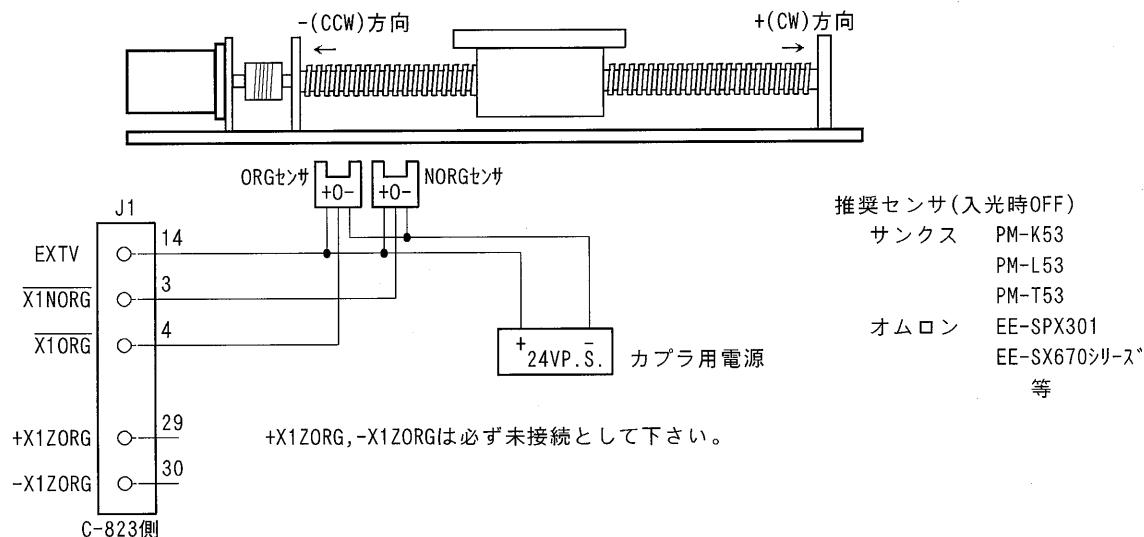 -(CCW)方向
+(CW)方向
←
→
ORGセンサ
NORGセンサ
+O-
+O-
推奨センサ(入光時OFF)
サンクス PM-K53
PM-L53
PM-T53
オムロン EE-SPX301
EE-SX670シリーズ
等
J1
EXTV 14
X1NORG 3
X1ORG 4
+ -
24VP.S.
カプラ用電源
+X1ZORG 29
-X1ZORG 30
+X1ZORG,-X1ZORGは必ず未接続として下さい。
C-823側